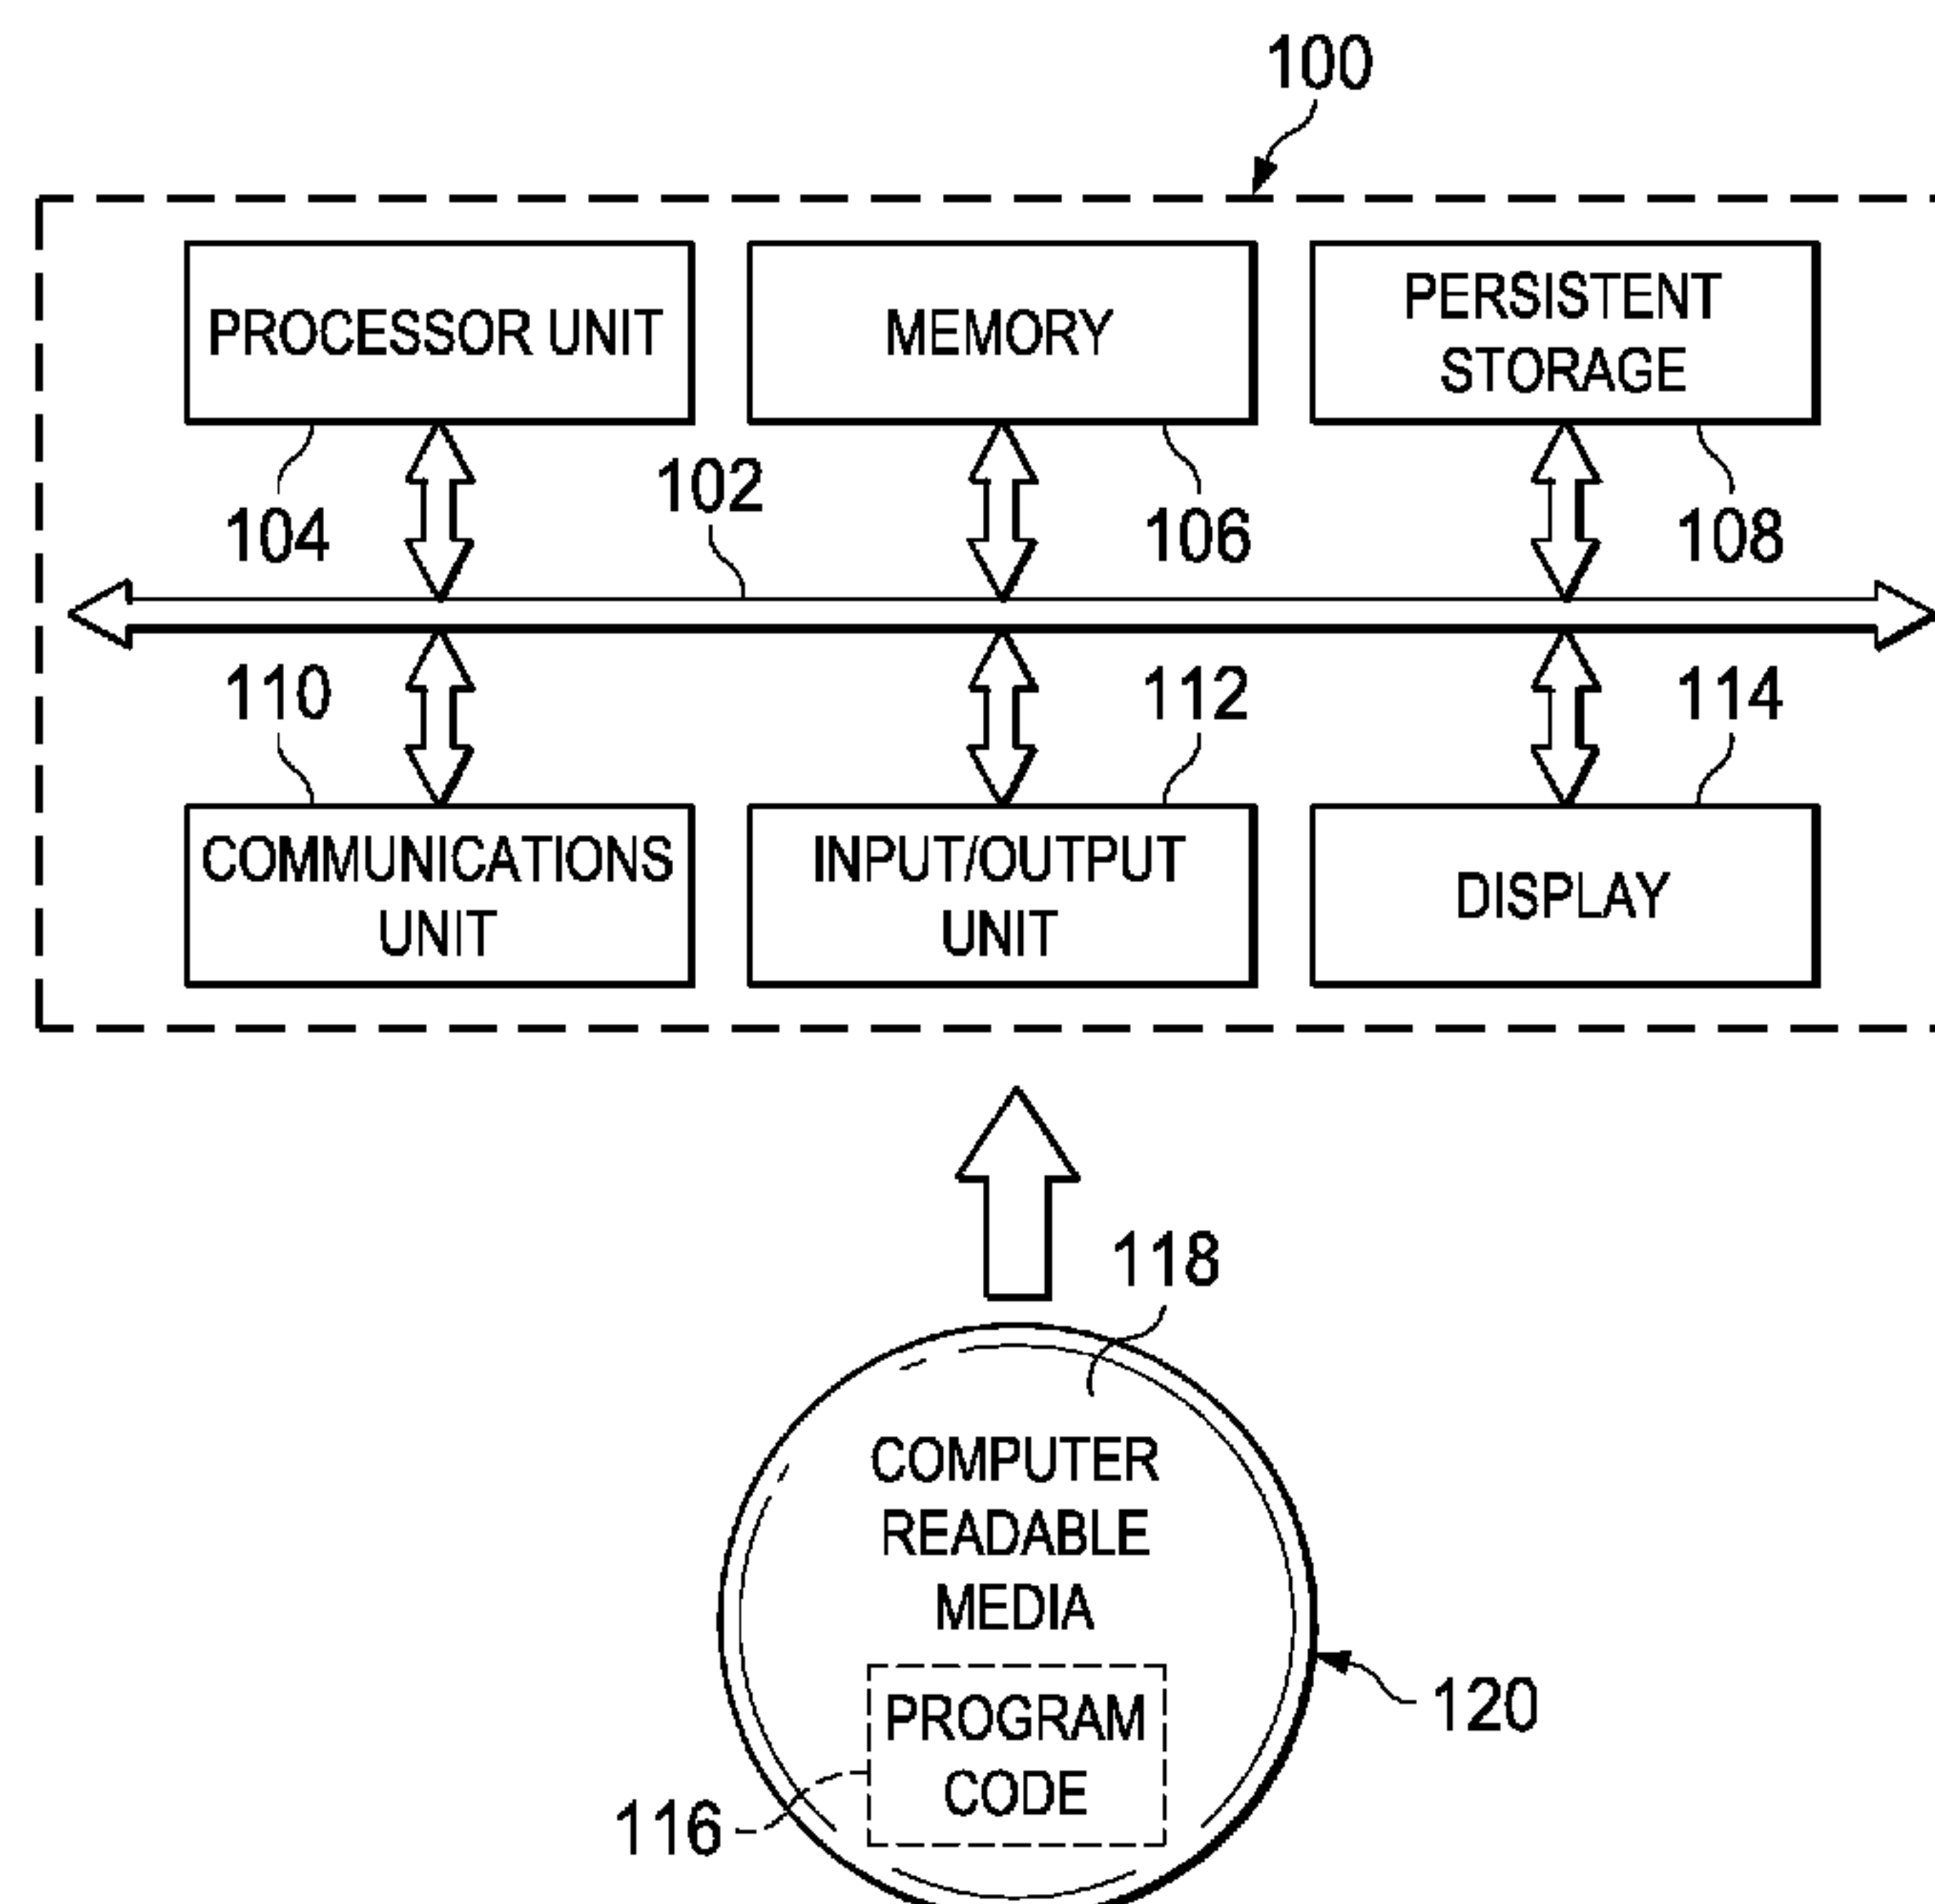 100
PROCESSOR UNIT
MEMORY
PERSISTENT
STORAGE
104
102
106
108
110
112
114
COMMUNICATIONS
UNIT
INPUT/OUTPUT
UNIT
DISPLAY
118
COMPUTER
READABLE
MEDIA
PROGRAM
CODE
120
116